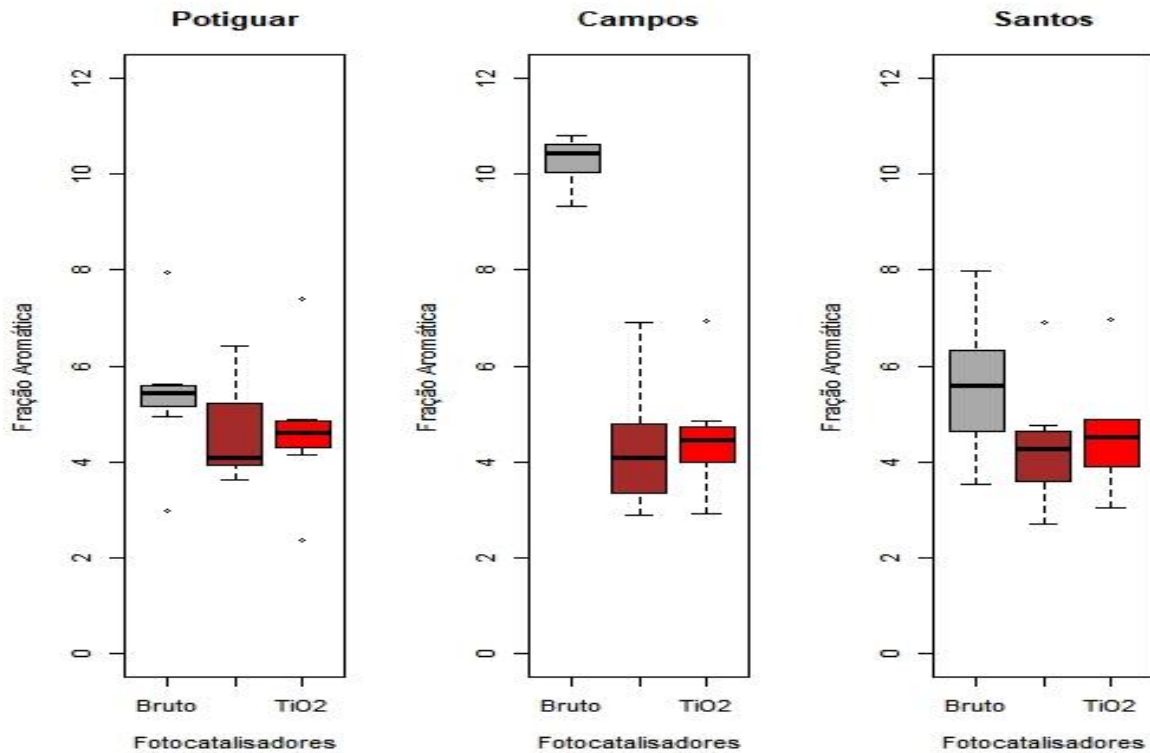 Potiguar
Fração Aromática
12
10
8
6
4
2
0
Bruto
TiO2
Fotocatalisadores
Campos
Fração Aromática
12
10
8
6
4
2
0
Bruto
TiO2
Fotocatalisadores
Santos
Fração Aromática
12
10
8
6
4
2
0
Bruto
TiO2
Fotocatalisadores